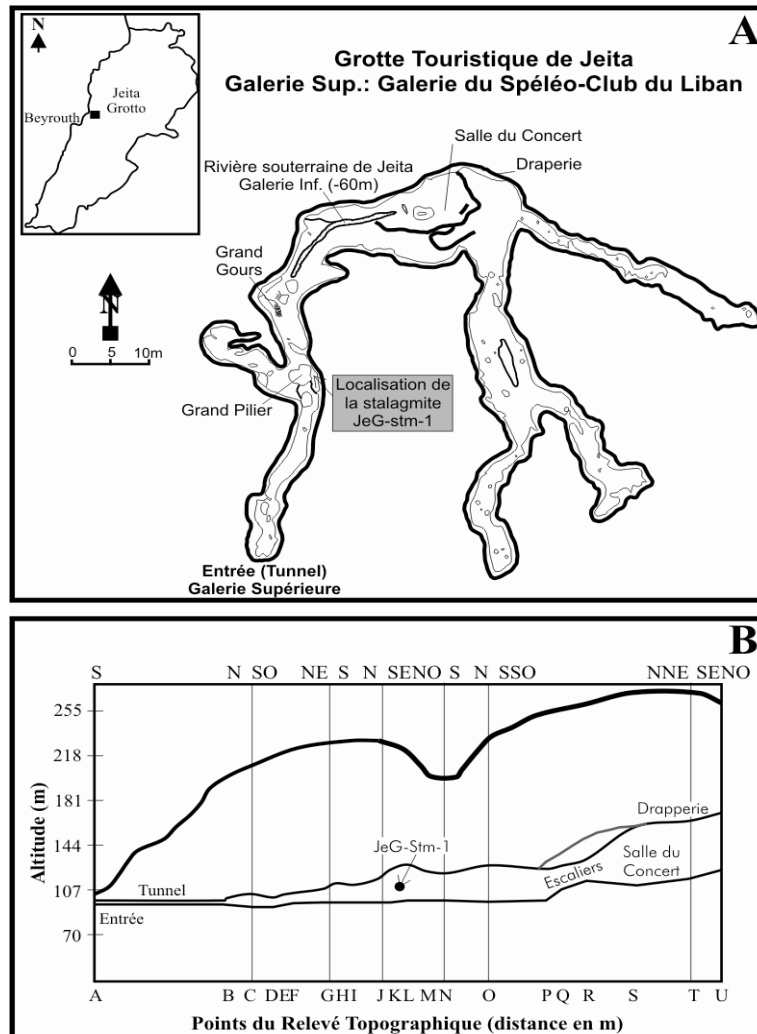 A
N
Jeita
Grotto
Beyrouth
Grotte Touristique de Jeita
Galerie Sup.: Galerie du Spéléo-Club du Liban
Salle du Concert
Draperie
Rivière souterraine de Jeita
Galerie Inf. (-60m)
Grand
Gours
N
0 5 10m
Grand Pilier
Localisation de
la stalagmite
JeG-stm-1
Entrée (Tunnel)
Galerie Supérieure
B
S N SO NE S N SENO S N SSO NNE SENO
Altitude (m)
255
218
181
144
107
70
Drapperie
JeG-Stm-1
Escaliers
Salle du
Concert
Tunnel
Entrée
A B C DEF GHI J KL MN O P Q R S T U
Points du Relevé Topographique (distance en m)